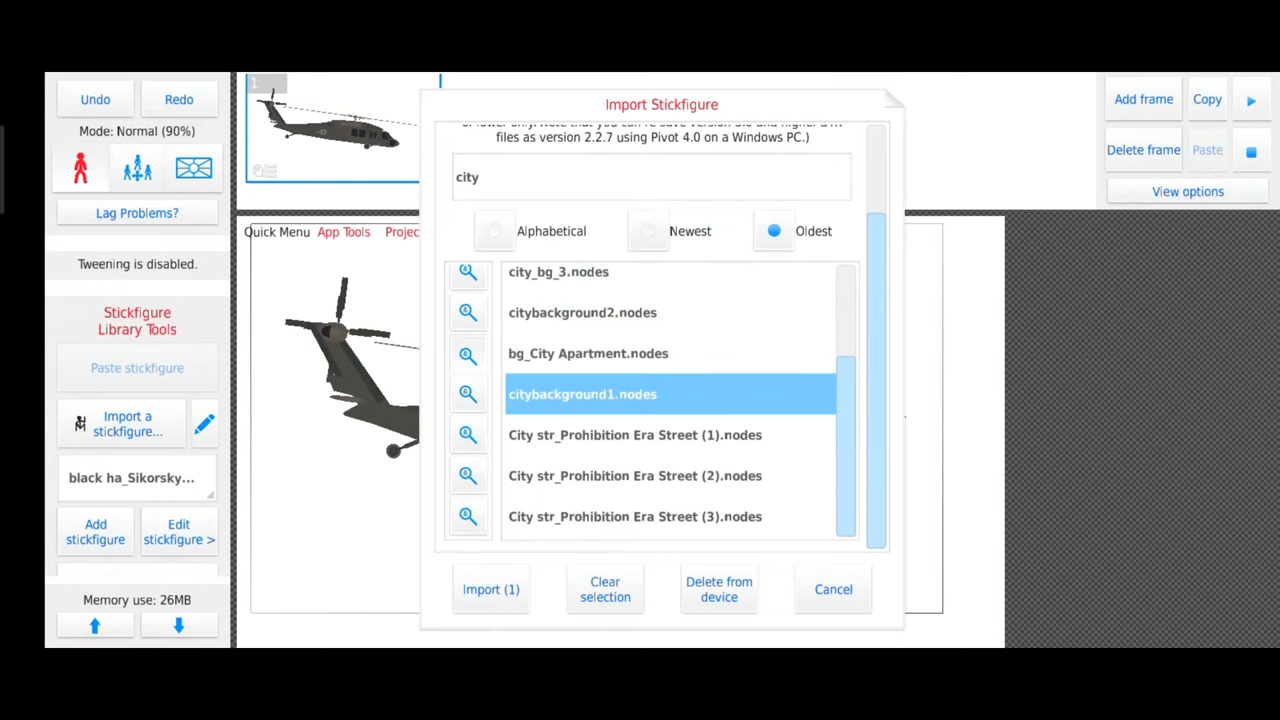 Undo
Redo
Mode: Normal (90%)
Lag Problems?
Tweening is disabled.
Stickfigure
Library Tools
Paste stickfigure
Import a
stickfigure...
black ha_Sikorsky...
Add
stickfigure
Edit
stickfigure >
Memory use: 26MB
1
Quick Menu
App Tools
Projec
Import Stickfigure
files as version 2.2.7 using Pivot 4.0 on a Windows PC.)
city
Alphabetical
Newest
Oldest
city_bg_3.nodes
citybackground2.nodes
bg_City Apartment.nodes
citybackground1.nodes
City str_Prohibition Era Street (1).nodes
City str_Prohibition Era Street (2).nodes
City str_Prohibition Era Street (3).nodes
Import (1)
Clear
selection
Delete from
device
Cancel
Add frame
Copy
Delete frame
Paste
View options